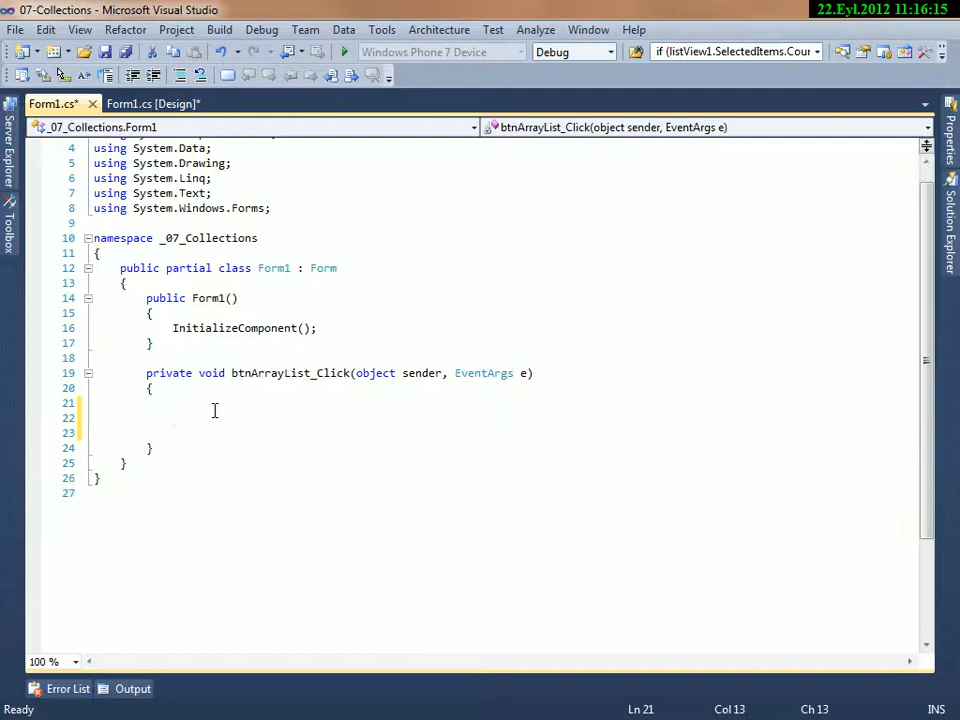 07-Collections - Microsoft Visual Studio
22.Eyl.2012 11:16:15
File Edit View Refactor Project Build Debug Team Data Tools Architecture Test Analyze Window Help
Windows Phone 7 Device Debug if (listView1.SelectedItems.Cour
Form1.cs* Form1.cs [Design]*
_07_Collections.Form1 btnArrayList_Click(object sender, EventArgs e)
4 using System.Data;
5 using System.Drawing;
6 using System.Linq;
7 using System.Text;
8 using System.Windows.Forms;
9
10 namespace _07_Collections
11 {
12 public partial class Form1 : Form
13 {
14 public Form1()
15 {
16 InitializeComponent();
17 }
18
19 private void btnArrayList_Click(object sender, EventArgs e)
20 {
21
22
23
24 }
25 }
26 }
27
Server Explorer
Toolbox
Properties
Solution Explorer
100 %
Error List Output
Ready Ln 21 Col 13 Ch 13 INS